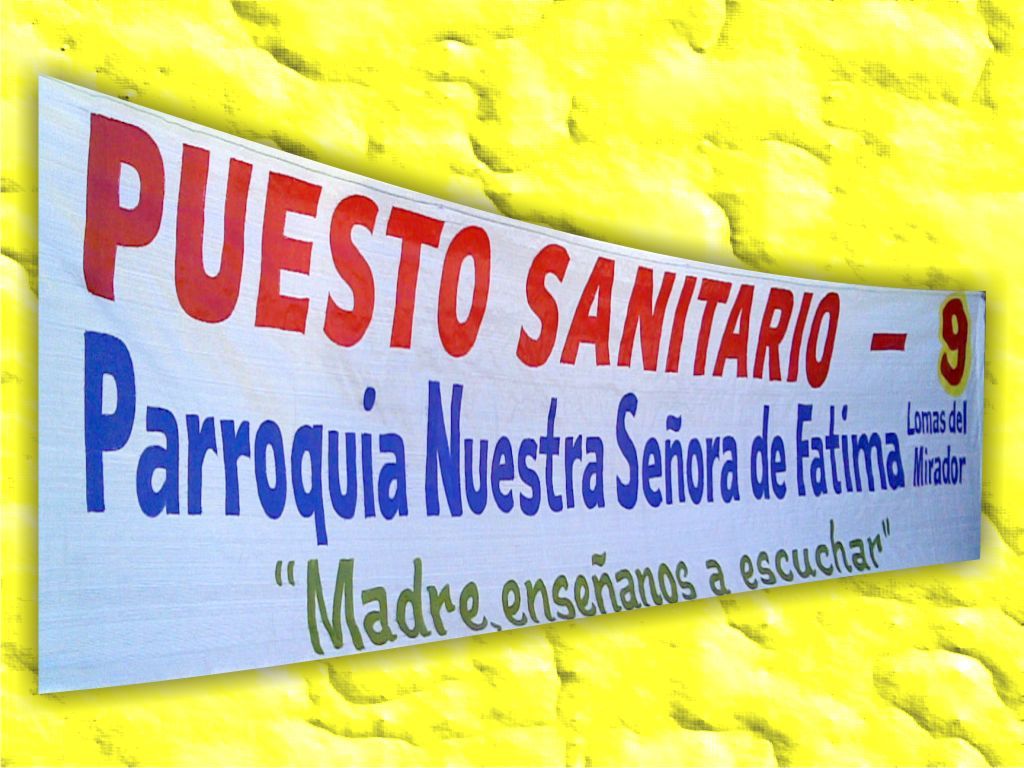 PUESTO SANITARIO – 9
Parroquia Nuestra Señora de Fatima Lomas del Mirador
"Madre, enseñanos a escuchar"